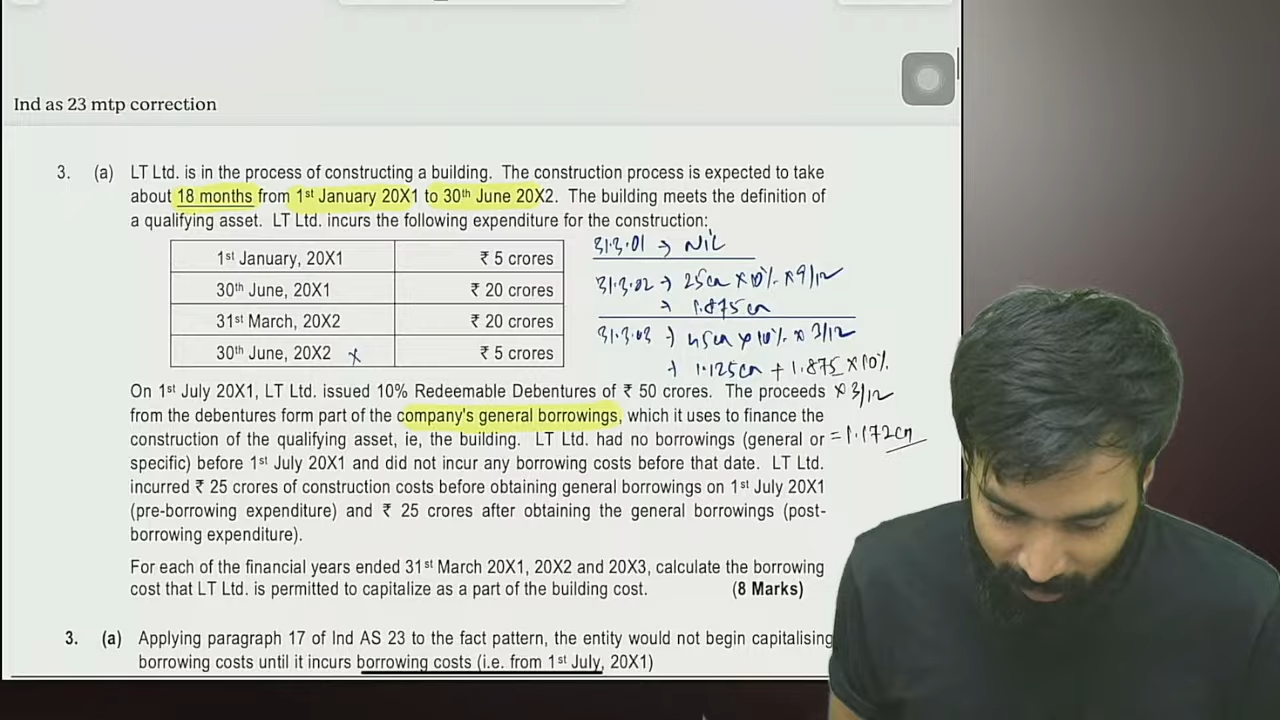 Ind as 23 mtp correction
3. (a) LT Ltd. is in the process of constructing a building. The construction process is expected to take
about 18 months from 1st January 20X1 to 30th June 20X2. The building meets the definition of
a qualifying asset. LT Ltd. incurs the following expenditure for the construction:
1st January, 20X1 ₹ 5 crores
30th June, 20X1 ₹ 20 crores
31st March, 20X2 ₹ 20 crores
30th June, 20X2 x ₹ 5 crores
31.3.01 → NIL
31.3.02 → 25cr x 10% x 9/12
→ 1.875cr
31.3.03 → 45cr x 10% x 3/12
→ 1.125cr + 1.875 x 10%
x 3/12
= 1.172cr
On 1st July 20X1, LT Ltd. issued 10% Redeemable Debentures of ₹ 50 crores. The proceeds
from the debentures form part of the company's general borrowings, which it uses to finance the
construction of the qualifying asset, ie, the building. LT Ltd. had no borrowings (general or
specific) before 1st July 20X1 and did not incur any borrowing costs before that date. LT Ltd.
incurred ₹ 25 crores of construction costs before obtaining general borrowings on 1st July 20X1
(pre-borrowing expenditure) and ₹ 25 crores after obtaining the general borrowings (post-
borrowing expenditure).
For each of the financial years ended 31st March 20X1, 20X2 and 20X3, calculate the borrowing
cost that LT Ltd. is permitted to capitalize as a part of the building cost. (8 Marks)
3. (a) Applying paragraph 17 of Ind AS 23 to the fact pattern, the entity would not begin capitalising
borrowing costs until it incurs borrowing costs (i.e. from 1st July, 20X1)